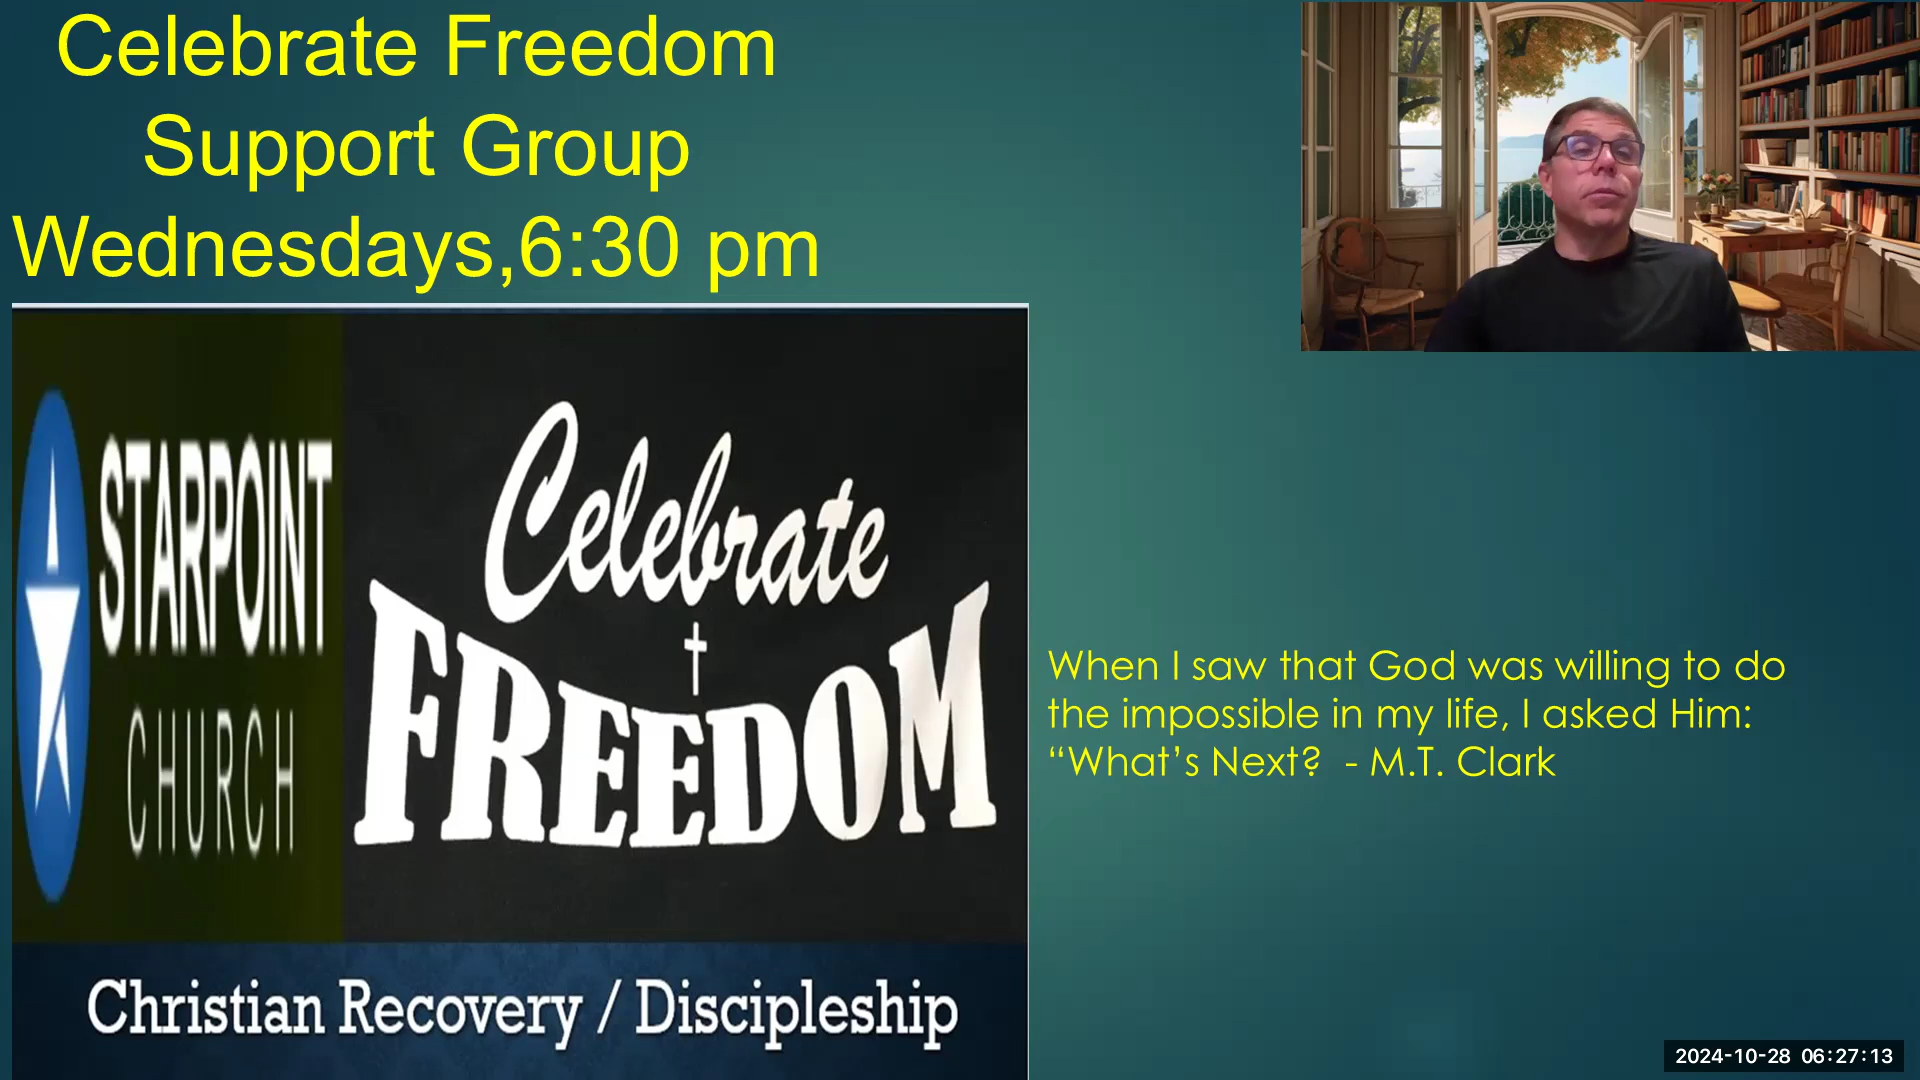 Celebrate Freedom
Support Group
Wednesdays,6:30 pm
STARPOINT
CHURCH
Celebrate
FREEDOM
Christian Recovery / Discipleship
When I saw that God was willing to do
the impossible in my life, I asked Him:
“What’s Next?  - M.T. Clark
2024-10-28 06:27:13